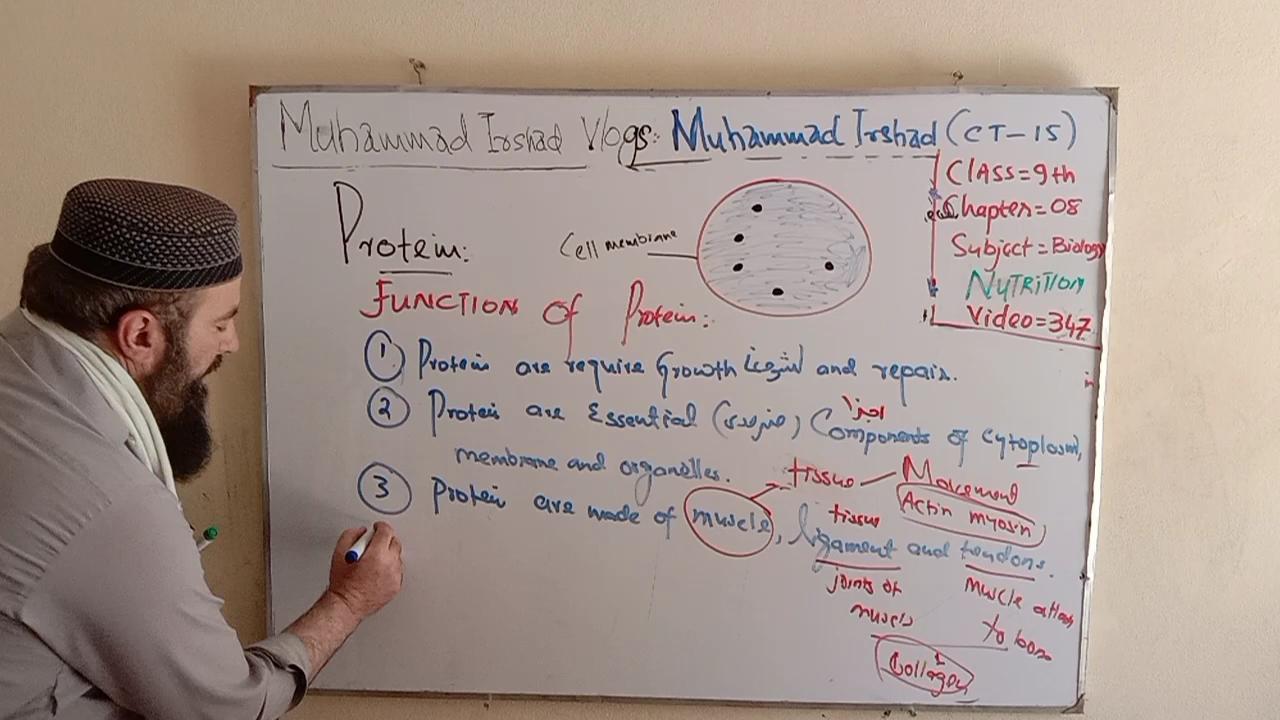 Muhammad Irshad Vlogs: Muhammad Irshad (CT-15)
Class=9th
Chapter=08
Subject=Biology
NUTRITION
Video=347
Protein:
Cell membrane
FUNCTION of Protein:
1 Protein are require Growth and repair.
2 Protein are Essential (ضروری) Components of cytoplasm,
اجزا
membrane and organelles.
tissue Movement
Actin myosin
3 Protein are made of muscle, ligament and tendons.
tissue
joints of muscle
Muscle attach to bone
Collagen